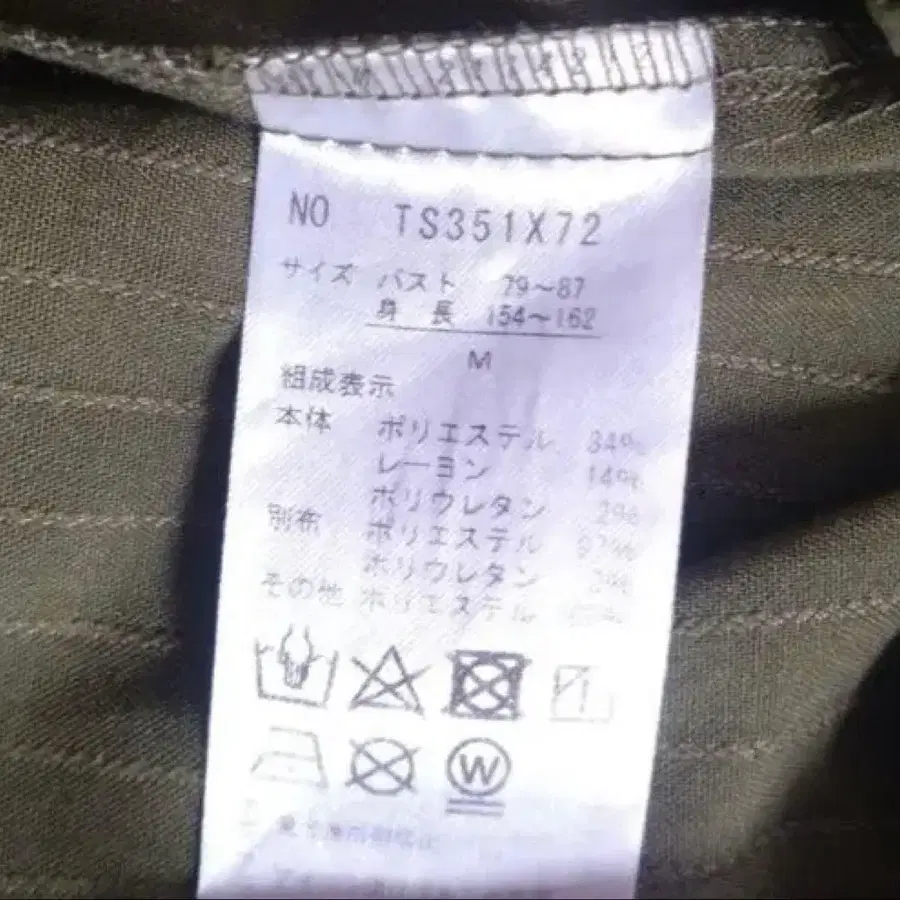 NO TS351X72
サイズ バスト 79~87
身長 154~162
M
組成表示
本体 ポリエステル 84%
レーヨン 14%
ポリウレタン 2%
別布 ポリエステル 97%
ポリウレタン 3%
その他 ポリエステル
W